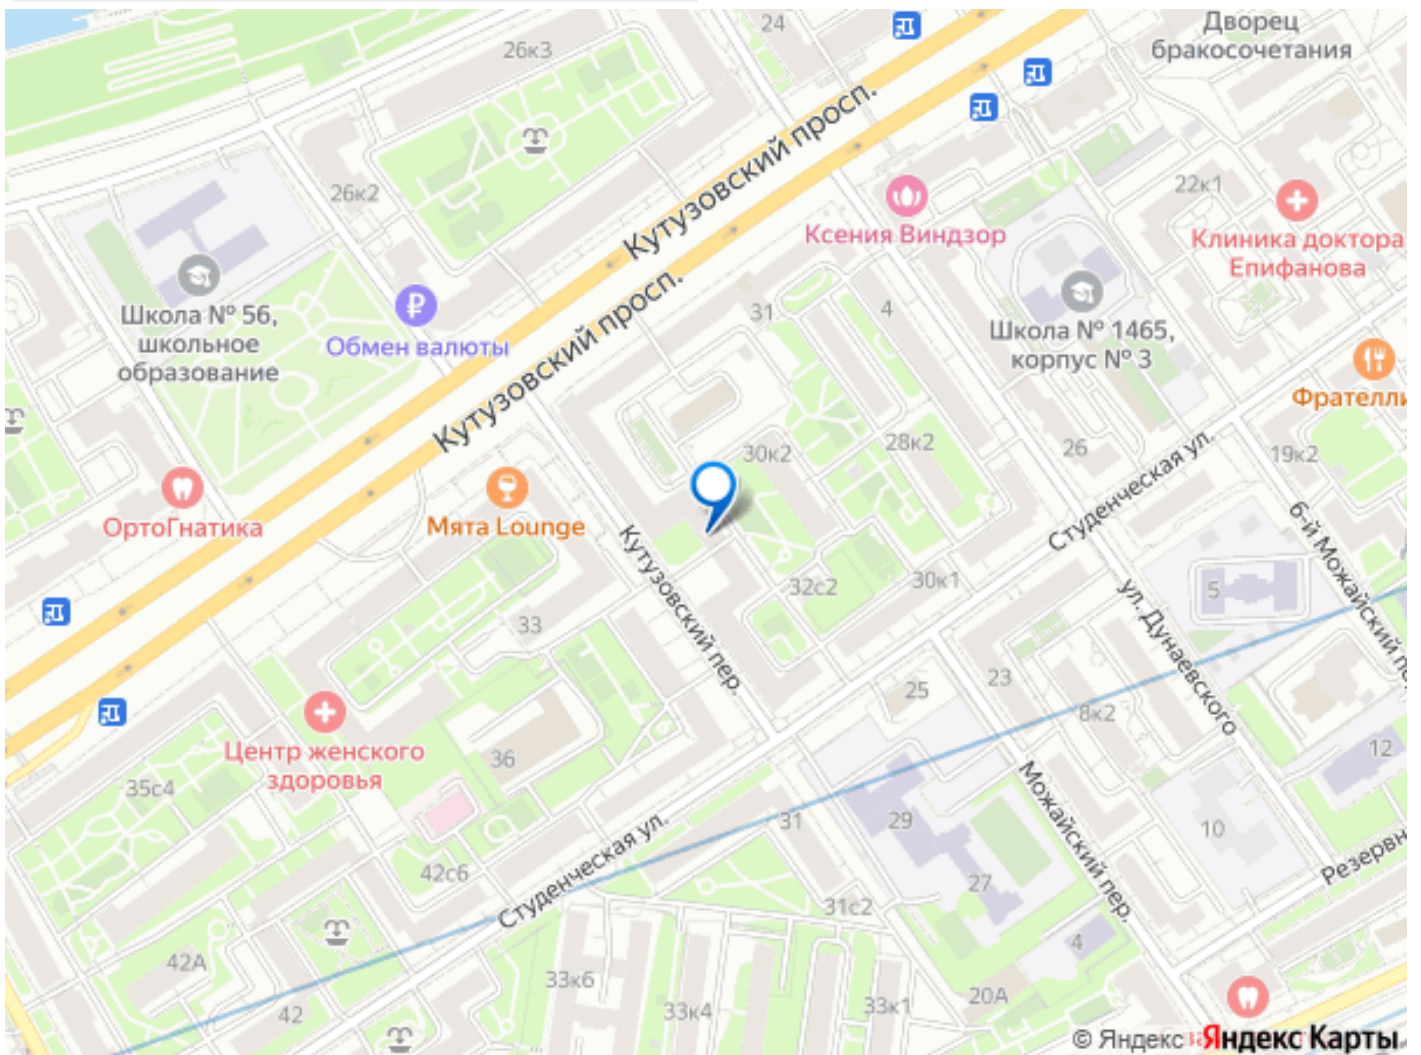 24
Дворец
бракосочетания
26к3
Кутузовский просп.
26к2
22к1
Ксения Виндзор
Клиника доктора
Епифанова
Школа № 56,
школьное
образование
Обмен валюты
Кутузовский просп.
31
4
Школа № 1465,
корпус № 3
Фрателли
30к2
28к2
26
19к2
Студенческая ул.
ОртоГнатика
Мята Lounge
Кутузовский пер.
6-й Можайский пер.
32с2
30к1
5
ул. Дунаевского
33
25
23
8к2
12
Центр женского
здоровья
35с4
36
Можайский пер.
31
29
10
Студенческая ул.
42с6
27
Резервн
31с2
4
42А
33к6
33к4
33к1
20А
42
© Яндекс Яндекс Карты